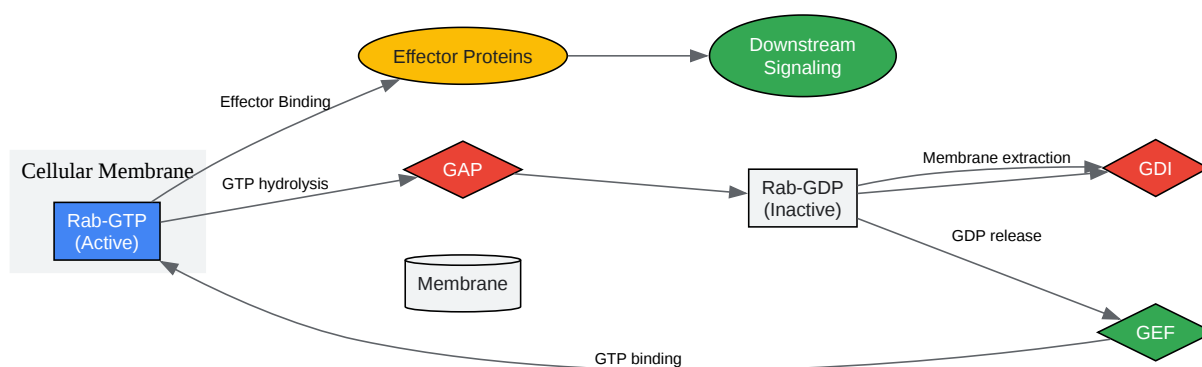 Downstream
Signaling
Effector Proteins
Effector Binding
Cellular Membrane
GTP hydrolysis
GAP
Membrane extraction
GDI
Rab-GDP
(Inactive)
Rab-GTP
(Active)
GDP release
Membrane
GEF
GTP binding